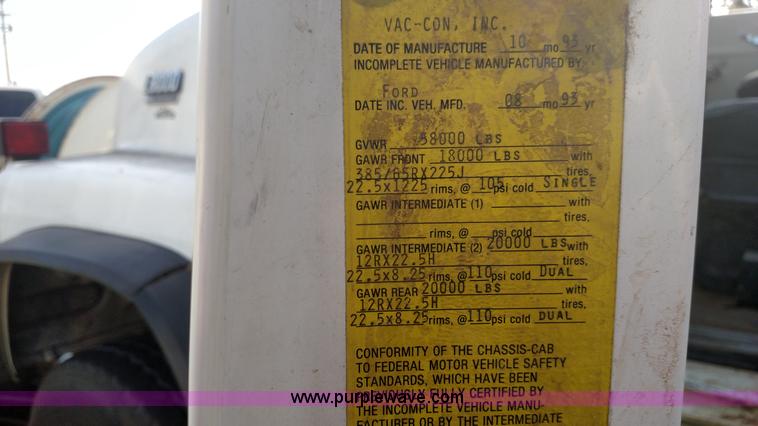 VAC-CON, INC.
DATE OF MANUFACTURE 10 mo 93 yr
INCOMPLETE VEHICLE MANUFACTURED BY
FORD
DATE INC. VEH. MFD. 08 mo 93 yr
GVWR 58000 LBS
GAWR FRONT 18000 LBS with
385/65RX225J tires,
22.5x1225 rims, @ 105 psi cold SINGLE
GAWR INTERMEDIATE (1) with
tires,
rims, @ psi cold
GAWR INTERMEDIATE (2) 20000 LBS with
12RX22.5H tires,
22.5x8.25 rims, @ 110 psi cold DUAL
GAWR REAR 20000 LBS with
12RX22.5H tires,
22.5x8.25 rims, @ 110 psi cold DUAL
CONFORMITY OF THE CHASSIS-CAB
TO FEDERAL MOTOR VEHICLE SAFETY
STANDARDS, WHICH HAVE BEEN
PREVIOUSLY FULLY CERTIFIED BY
THE INCOMPLETE VEHICLE MANU-
FACTURER OR BY THE INTERMEDIATE
www.purplewave.com